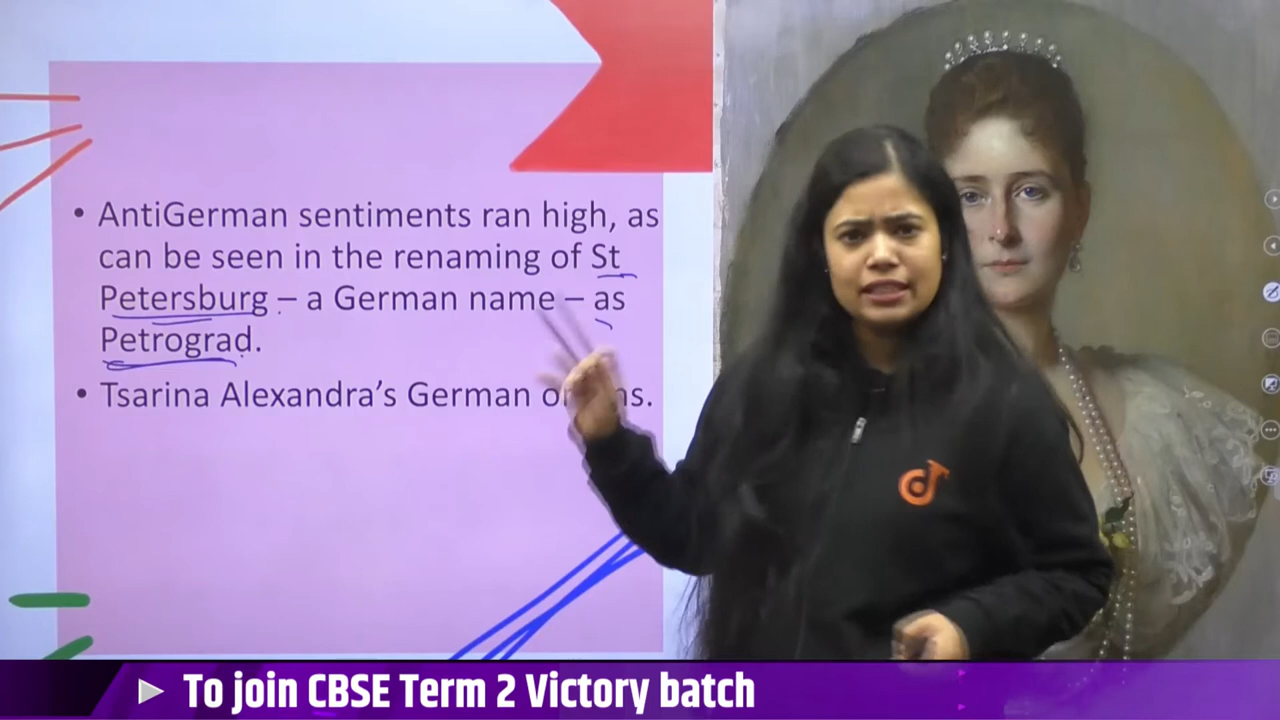 • AntiGerman sentiments ran high, as
can be seen in the renaming of St
Petersburg – a German name – as
Petrograd.
• Tsarina Alexandra's German
To join CBSE Term 2 Victory batch